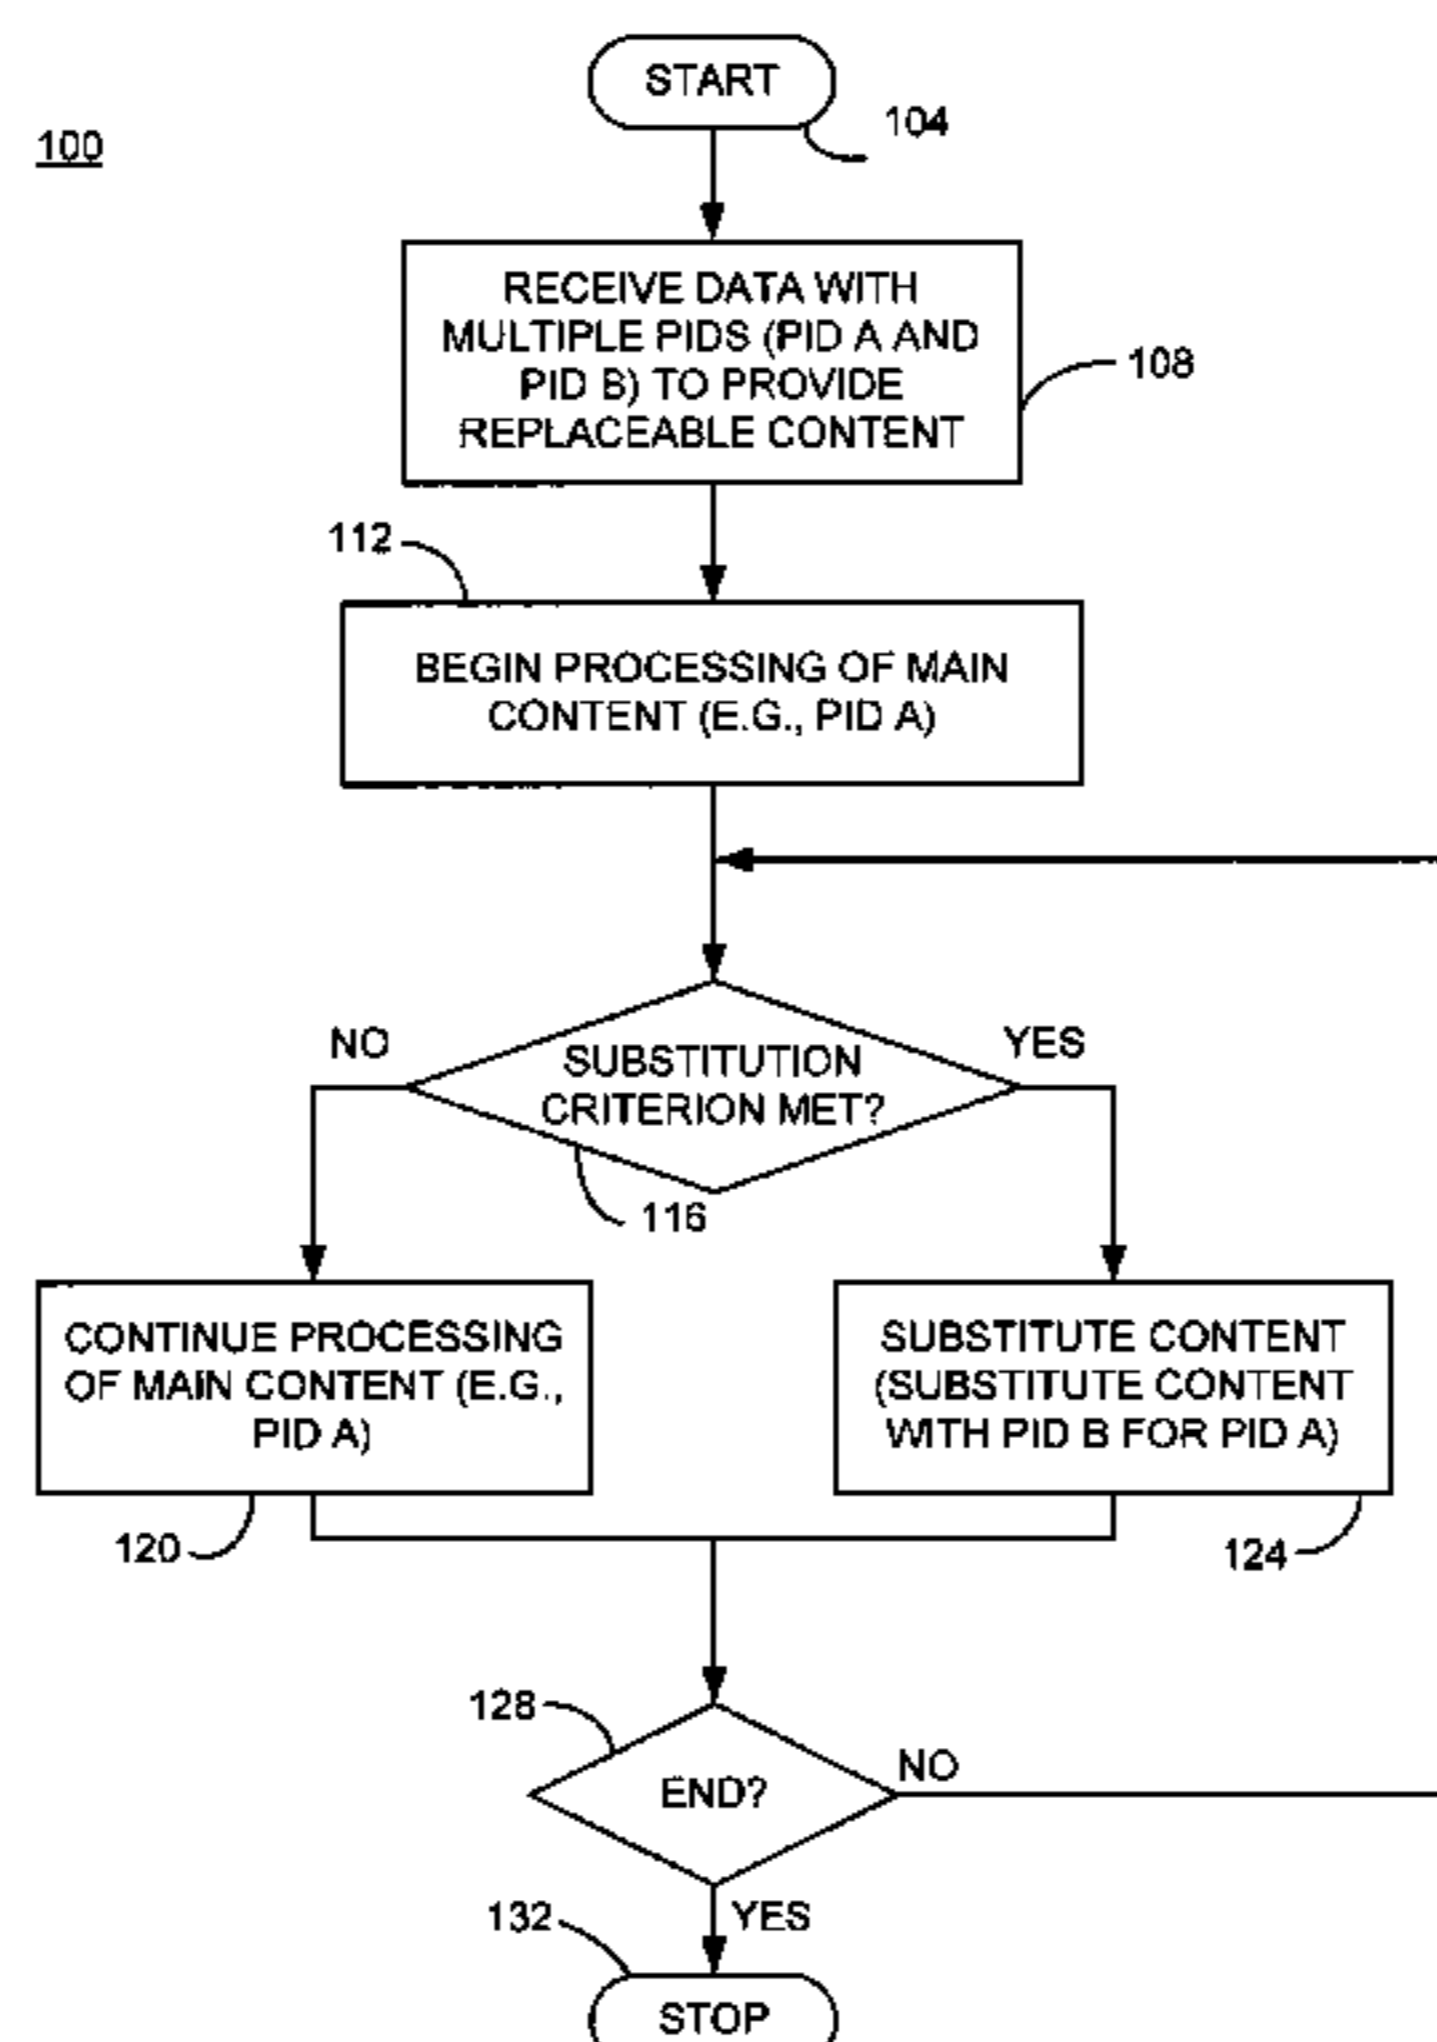 START
104
100
RECEIVE DATA WITH
MULTIPLE PIDS (PID A AND
PID B) TO PROVIDE
REPLACEABLE CONTENT
108
112
BEGIN PROCESSING OF MAIN
CONTENT (E.G., PID A)
NO
YES
SUBSTITUTION
CRITERION MET?
116
CONTINUE PROCESSING
OF MAIN CONTENT (E.G.,
PID A)
SUBSTITUTE CONTENT
(SUBSTITUTE CONTENT
WITH PID B FOR PID A)
120
124
128
END?
NO
132
YES
STOP